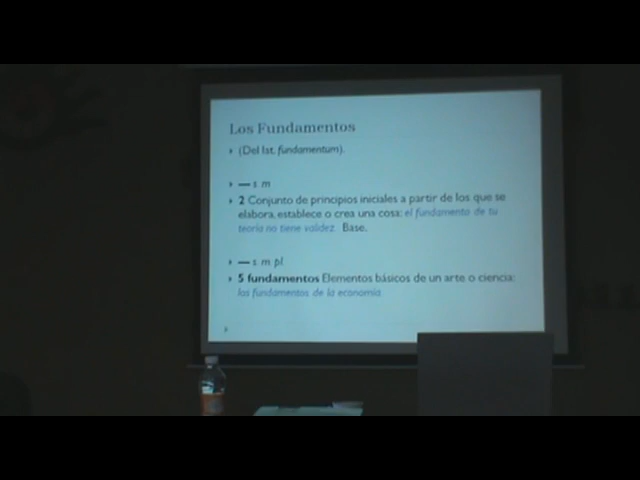 Los Fundamentos
(Del lat. fundamentum).
— s. m
2 Conjunto de principios iniciales a partir de los que se
elabora, establece o crea una cosa: el fundamento de tu
teoría no tiene validez. Base.
— s. m. pl.
5 fundamentos Elementos básicos de un arte o ciencia:
los fundamentos de la economía